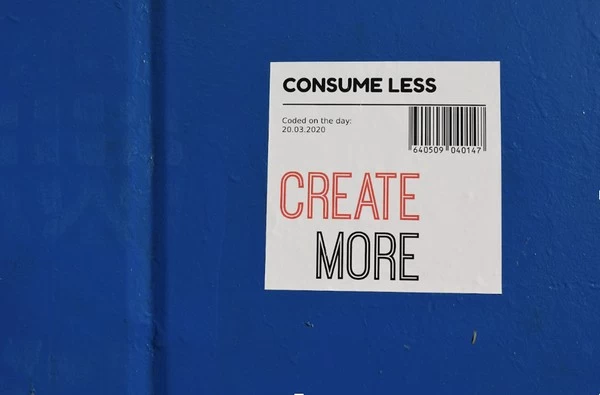 CONSUME LESS
Coded on the day:
20.03.2020
640509 040147
CREATE
MORE